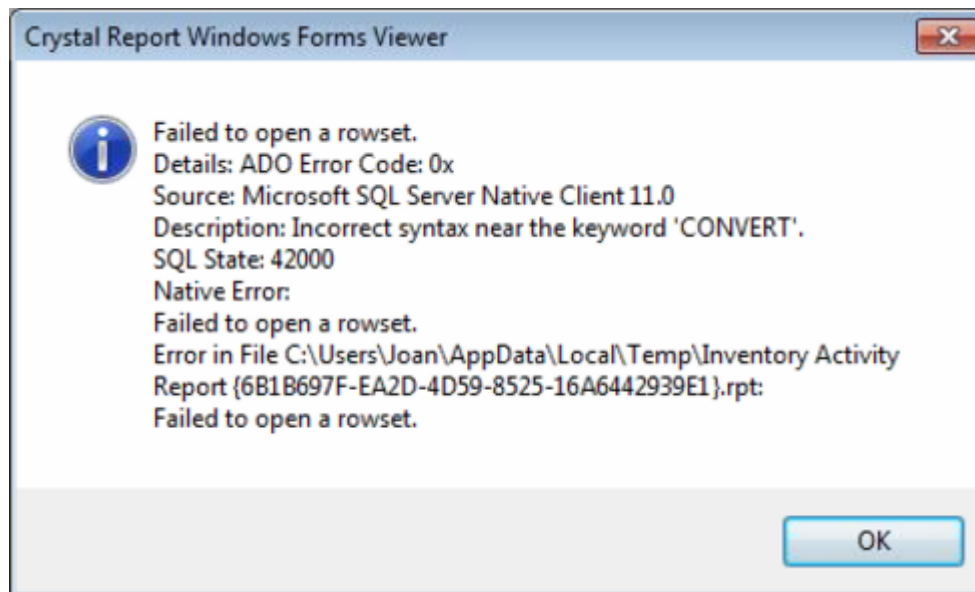 Crystal Report Windows Forms Viewer
Failed to open a rowset.
Details: ADO Error Code: 0x
Source: Microsoft SQL Server Native Client 11.0
Description: Incorrect syntax near the keyword 'CONVERT'.
SQL State: 42000
Native Error:
Failed to open a rowset.
Error in File C:\Users\Joan\AppData\Local\Temp\Inventory Activity
Report {6B1B697F-EA2D-4D59-8525-16A6442939E1}.rpt:
Failed to open a rowset.
OK